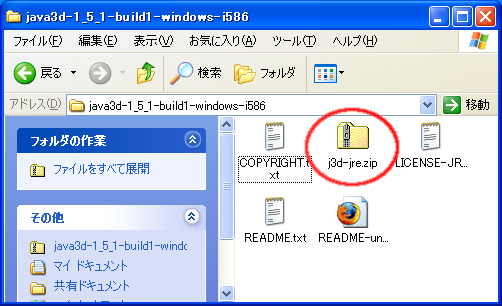 java3d-1_5_1-build1-windows-i586
ファイル(F) 編集(E) 表示(V) お気に入り(A) ツール(T) ヘルプ(H)
戻る 検索 フォルダ
アドレス(D) java3d-1_5_1-build1-windows-i586 移動
フォルダの作業
ファイルをすべて展開
その他
java3d-1_5_1-build1-windo
マイ ドキュメント
共有ドキュメント
COPYRIGHT.t
xt
j3d-jre.zip
LICENSE-JR...
README.txt
README-un...